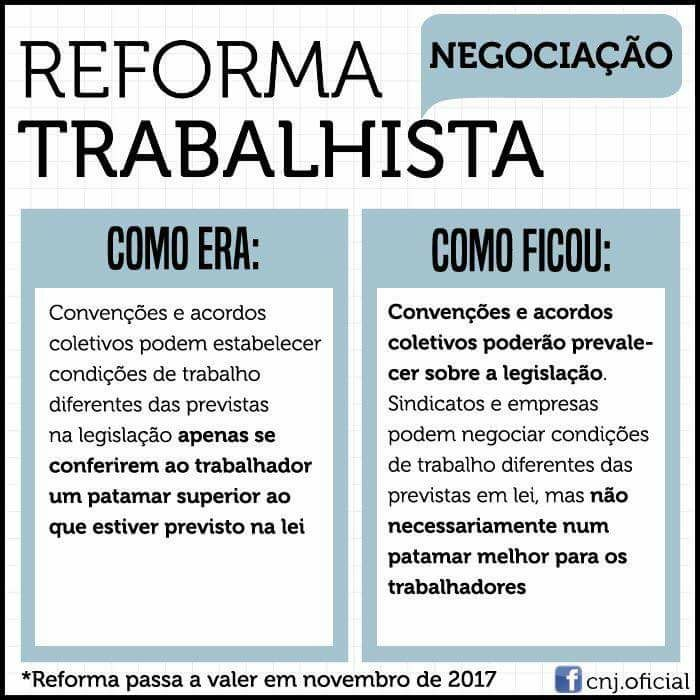 REFORMA
TRABALHISTA
NEGOCIAÇÃO
COMO ERA:
Convenções e acordos
coletivos podem estabelecer
condições de trabalho
diferentes das previstas
na legislação apenas se
conferirem ao trabalhador
um patamar superior ao
que estiver previsto na lei
COMO FICOU:
Convenções e acordos
coletivos poderão prevale-
cer sobre a legislação.
Sindicatos e empresas
podem negociar condições
de trabalho diferentes das
previstas em lei, mas não
necessariamente num
patamar melhor para os
trabalhadores
*Reforma passa a valer em novembro de 2017
f cnj.oficial